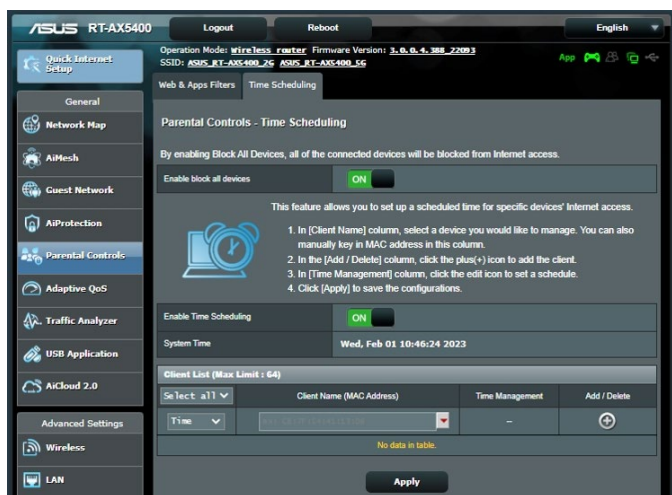 ASUS RT-AX5400 Logout Reboot English
Quick Internet
Setup
Operation Mode: Wireless router Firmware Version: 3.0.0.4.388_22093
SSID: ASUS_RT-AX5400_2G ASUS_RT-AX5400_5G
App
Web & Apps Filters Time Scheduling
General
Network Map
AiMesh
Guest Network
AiProtection
Parental Controls
Adaptive QoS
Traffic Analyzer
USB Application
AiCloud 2.0
Advanced Settings
Wireless
LAN
Parental Controls - Time Scheduling
By enabling Block All Devices, all of the connected devices will be blocked from Internet access.
Enable block all devices ON
This feature allows you to set up a scheduled time for specific devices' Internet access.
1. In [Client Name] column, select a device you would like to manage. You can also
manually key in MAC address in this column.
2. In the [Add / Delete] column, click the plus(+) icon to add the client.
3. In [Time Management] column, click the edit icon to set a schedule.
4. Click [Apply] to save the configurations.
Enable Time Scheduling ON
System Time Wed, Feb 01 10:46:24 2023
Client List (Max Limit : 64)
Select all Client Name (MAC Address) Time Management Add / Delete
Time –
No data in table.
Apply